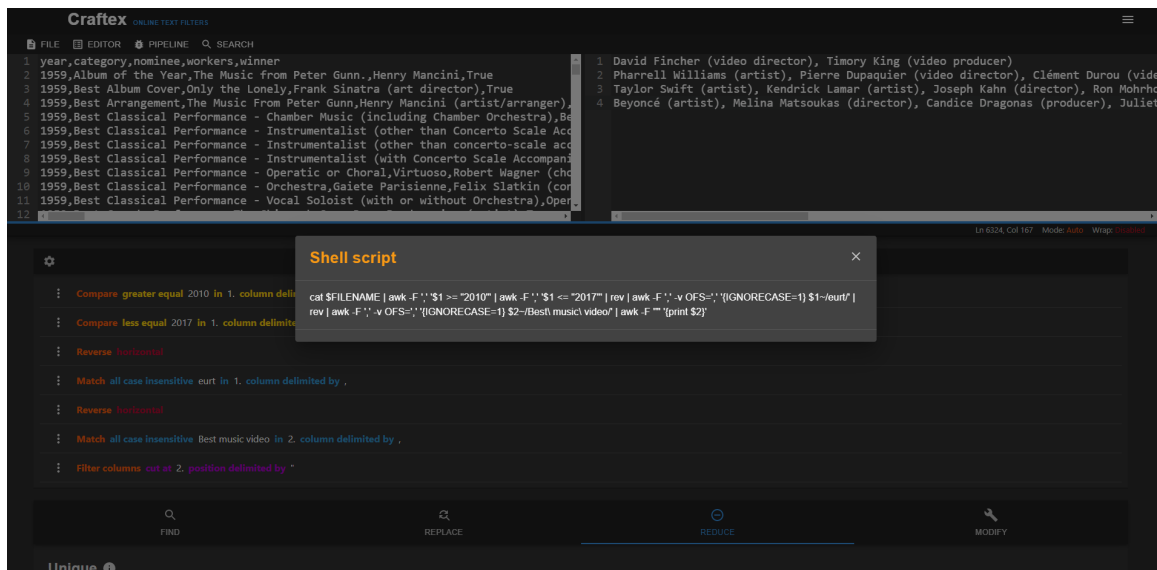 Craftex ONLINE TEXT FILTERS
FILE EDITOR PIPELINE SEARCH
1 year,category,nominee,workers,winner
2 1959,Album of the Year,The Music from Peter Gunn.,Henry Mancini,True
3 1959,Best Album Cover,Only the Lonely,Frank Sinatra (art director),True
4 1959,Best Arrangement,The Music From Peter Gunn,Henry Mancini (artist/arranger),
5 1959,Best Classical Performance - Chamber Music (including Chamber Orchestra),Be
6 1959,Best Classical Performance - Instrumentalist (other than Concerto Scale Acc
7 1959,Best Classical Performance - Instrumentalist (other than concerto-scale acc
8 1959,Best Classical Performance - Instrumentalist (with Concerto Scale Accompani
9 1959,Best Classical Performance - Operatic or Choral,Virtuoso,Robert Wagner (cho
10 1959,Best Classical Performance - Orchestra,Gaiete Parisienne,Felix Slatkin (con
11 1959,Best Classical Performance - Vocal Soloist (with or without Orchestra),Oper
12
1 David Fincher (video director), Timory King (video producer)
2 Pharrell Williams (artist), Pierre Dupaquier (video director), Clément Durou (vide
3 Taylor Swift (artist), Kendrick Lamar (artist), Joseph Kahn (director), Ron Mohrho
4 Beyoncé (artist), Melina Matsoukas (director), Candice Dragonas (producer), Juliet
Ln 6324, Col 167 Mode: Auto Wrap: Disabled
Shell script
cat $FILENAME | awk -F ',' '$1 >= "2010"' | awk -F ',' '$1 <= "2017"' | rev | awk -F ',' -v OFS=',' '{IGNORECASE=1} $1~/eurt/' |
rev | awk -F ',' -v OFS=',' '{IGNORECASE=1} $2~/Best\ music\ video/' | awk -F '"' '{print $2}'
Compare greater equal 2010 in 1. column deli
Compare less equal 2017 in 1. column delimite
Reverse horizontal
Match all case insensitive eurt in 1. column delimited by ,
Reverse horizontal
Match all case insensitive Best music video in 2. column delimited by ,
Filter columns cut at 2. position delimited by "
FIND REPLACE REDUCE MODIFY
Unique